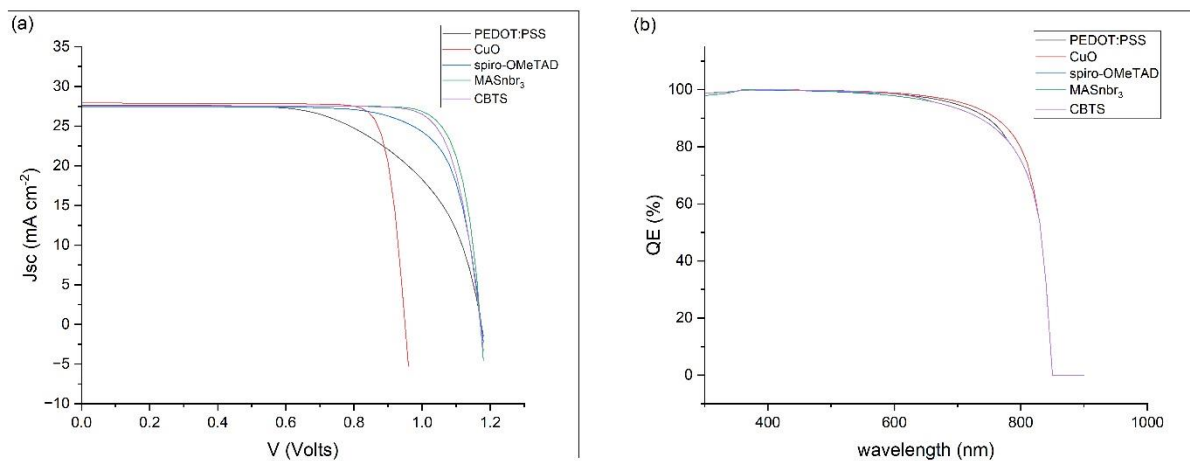 (a)
PEDOT:PSS
CuO
spiro-OMeTAD
MASnbr₃
CBTS
35
30
25
20
15
10
5
0
−5
−10
Jsc (mA cm⁻²)
0.0 0.2 0.4 0.6 0.8 1.0 1.2
V (Volts)
(b)
PEDOT:PSS
CuO
spiro-OMeTAD
MASnbr₃
CBTS
100
80
60
40
20
0
QE (%)
400 600 800 1000
wavelength (nm)